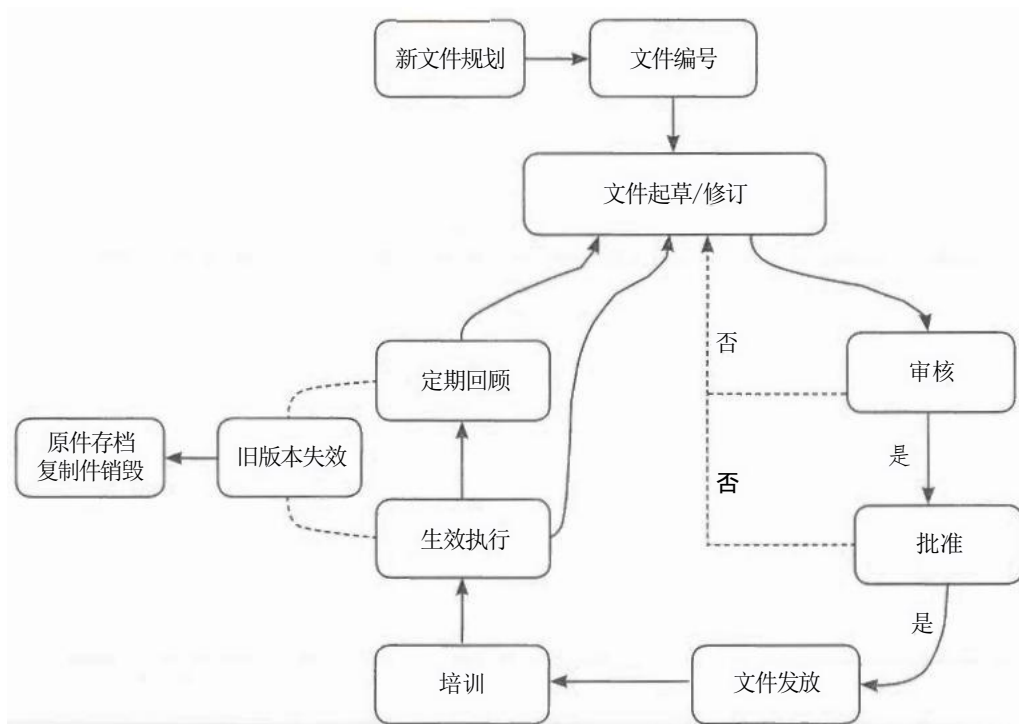 新文件规划
文件编号
文件起草/修订
否
审核
定期回顾
原件存档
复制件销毁
旧版本失效
是
否
生效执行
批准
是
培训
文件发放